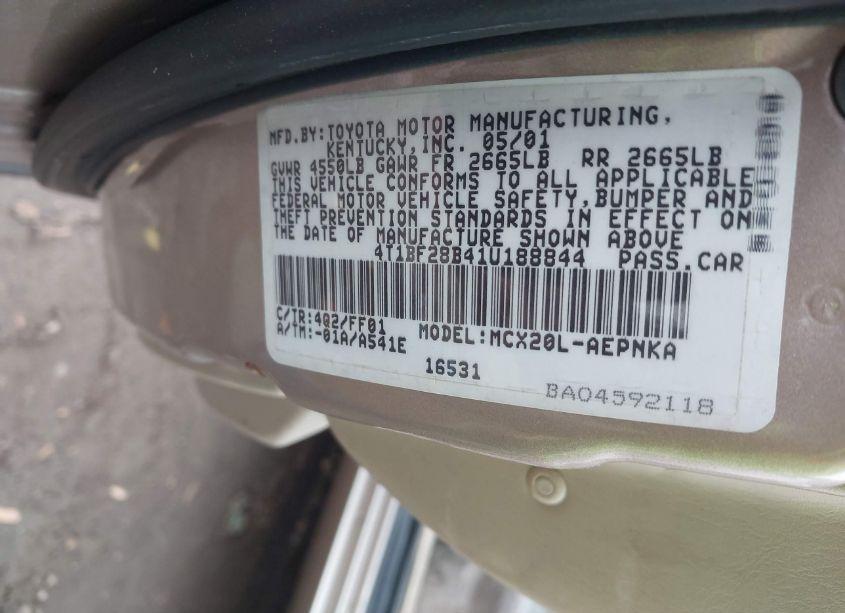 MFD.BY:TOYOTA MOTOR MANUFACTURING,
KENTUCKY,INC. 05/01
GVWR 4550LB GAWR FR 2665LB RR 2665LB
THIS VEHICLE CONFORMS TO ALL APPLICABLE
FEDERAL MOTOR VEHICLE SAFETY,BUMPER AND
THEFT PREVENTION STANDARDS IN EFFECT ON
THE DATE OF MANUFACTURE SHOWN ABOVE
4T1BF28B41U188844 PASS.CAR
C/TR:4Q2/FF01 MODEL:MCX20L-AEPNKA
A/TM:-01A/A541E
16531
BA04592118